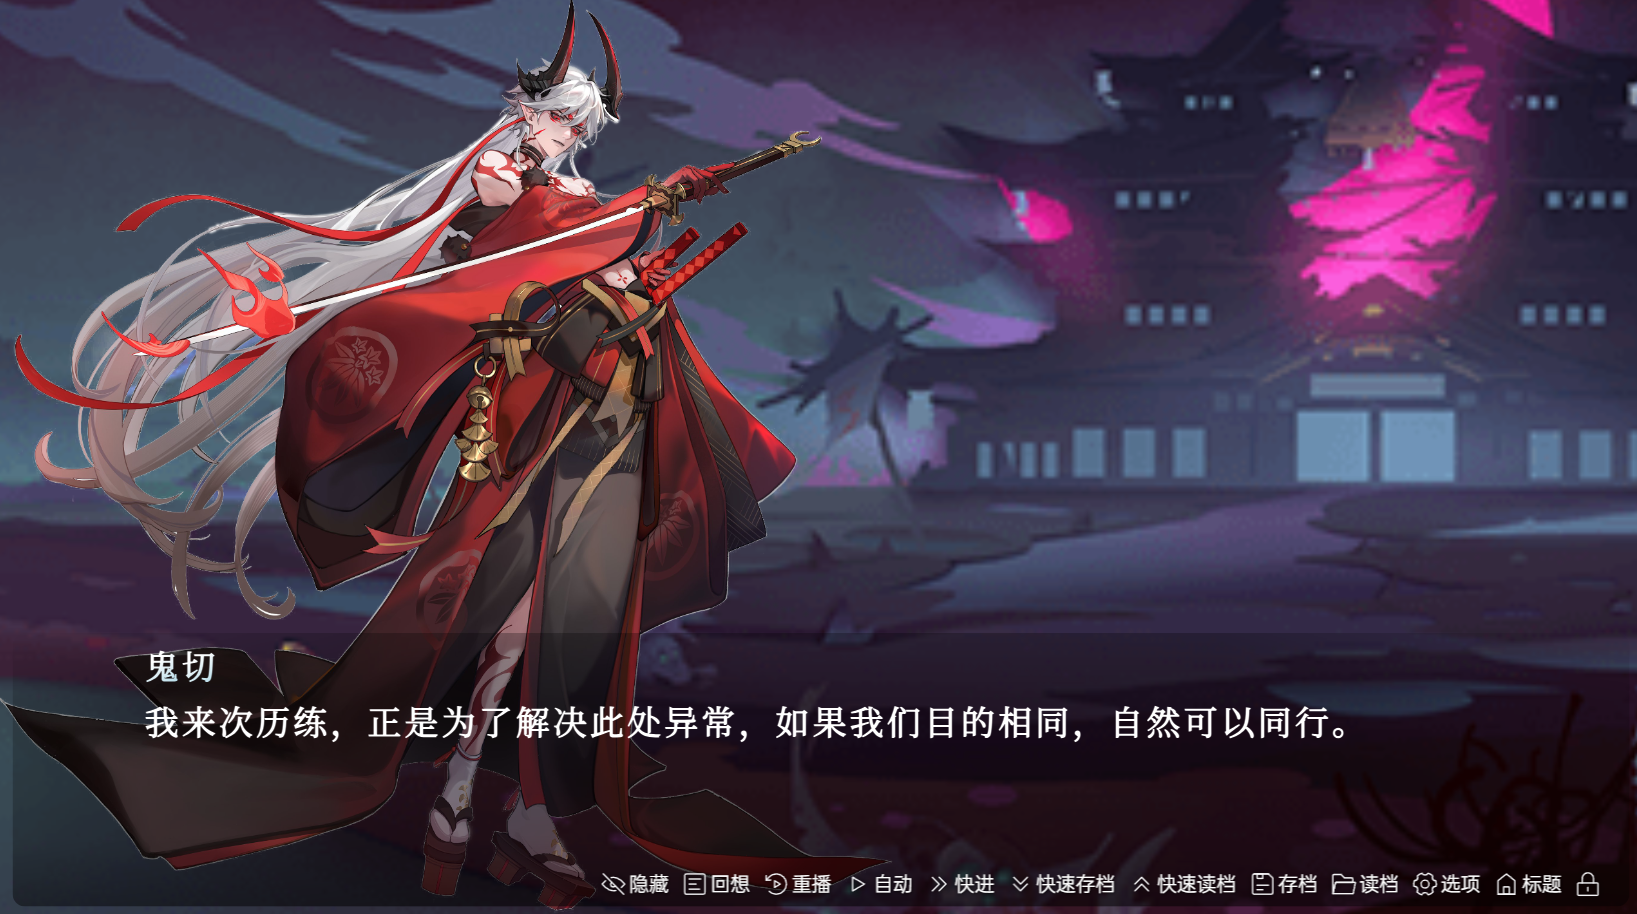 鬼切
我来次历练，正是为了解决此处异常，如果我们目的相同，自然可以同行。
隐藏 回想 重播 自动 快进 快速存档 快速读档 存档 读档 选项 标题